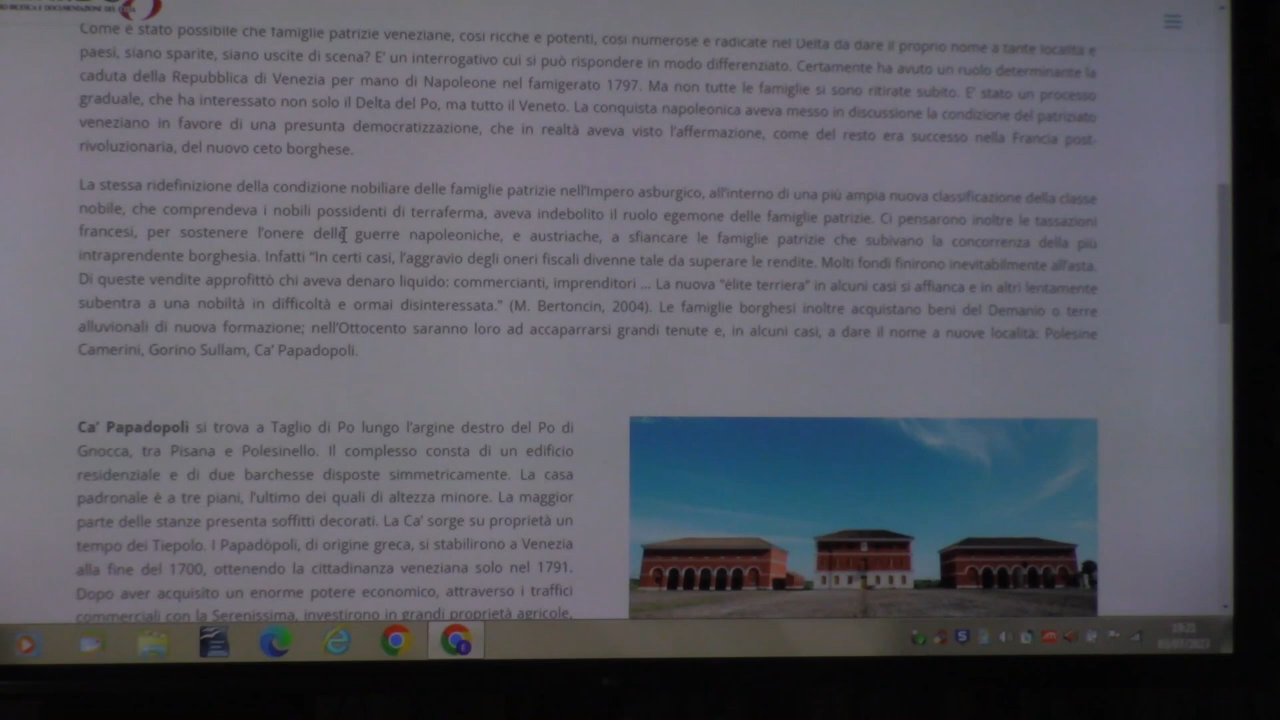 Come è stato possibile che famiglie patrizie veneziane, così ricche e potenti, così numerose e radicate nel Delta da dare il proprio nome a tante località e
paesi, siano sparite, siano uscite di scena? E' un interrogativo cui si può rispondere in modo differenziato. Certamente ha avuto un ruolo determinante la
caduta della Repubblica di Venezia per mano di Napoleone nel famigerato 1797. Ma non tutte le famiglie si sono ritirate subito. E' stato un processo
graduale, che ha interessato non solo il Delta del Po, ma tutto il Veneto. La conquista napoleonica aveva messo in discussione la condizione del patriziato
veneziano in favore di una presunta democratizzazione, che in realtà aveva visto l'affermazione, come del resto era successo nella Francia post-
rivoluzionaria, del nuovo ceto borghese.
La stessa ridefinizione della condizione nobiliare delle famiglie patrizie nell'Impero asburgico, all'interno di una più ampia nuova classificazione della classe
nobile, che comprendeva i nobili possidenti di terraferma, aveva indebolito il ruolo egemone delle famiglie patrizie. Ci pensarono inoltre le tassazioni
francesi, per sostenere l'onere delle guerre napoleoniche, e austriache, a sfiancare le famiglie patrizie che subivano la concorrenza della più
intraprendente borghesia. Infatti "In certi casi, l'aggravio degli oneri fiscali divenne tale da superare le rendite. Molti fondi finirono inevitabilmente all'asta.
Di queste vendite approfittò chi aveva denaro liquido: commercianti, imprenditori ... La nuova "élite terriera" in alcuni casi si affianca e in altri lentamente
subentra a una nobiltà in difficoltà e ormai disinteressata." (M. Bertoncin, 2004). Le famiglie borghesi inoltre acquistano beni del Demanio o terre
alluvionali di nuova formazione; nell'Ottocento saranno loro ad accaparrarsi grandi tenute e, in alcuni casi, a dare il nome a nuove località: Polesine
Camerini, Gorino Sullam, Ca' Papadopoli.
Ca' Papadopoli si trova a Taglio di Po lungo l'argine destro del Po di
Gnocca, tra Pisana e Polesinello. Il complesso consta di un edificio
residenziale e di due barchesse disposte simmetricamente. La casa
padronale è a tre piani, l'ultimo dei quali di altezza minore. La maggior
parte delle stanze presenta soffitti decorati. La Ca' sorge su proprietà un
tempo dei Tiepolo. I Papadòpoli, di origine greca, si stabilirono a Venezia
alla fine del 1700, ottenendo la cittadinanza veneziana solo nel 1791.
Dopo aver acquisito un enorme potere economico, attraverso i traffici
commerciali con la Serenissima, investirono in grandi proprietà agricole,